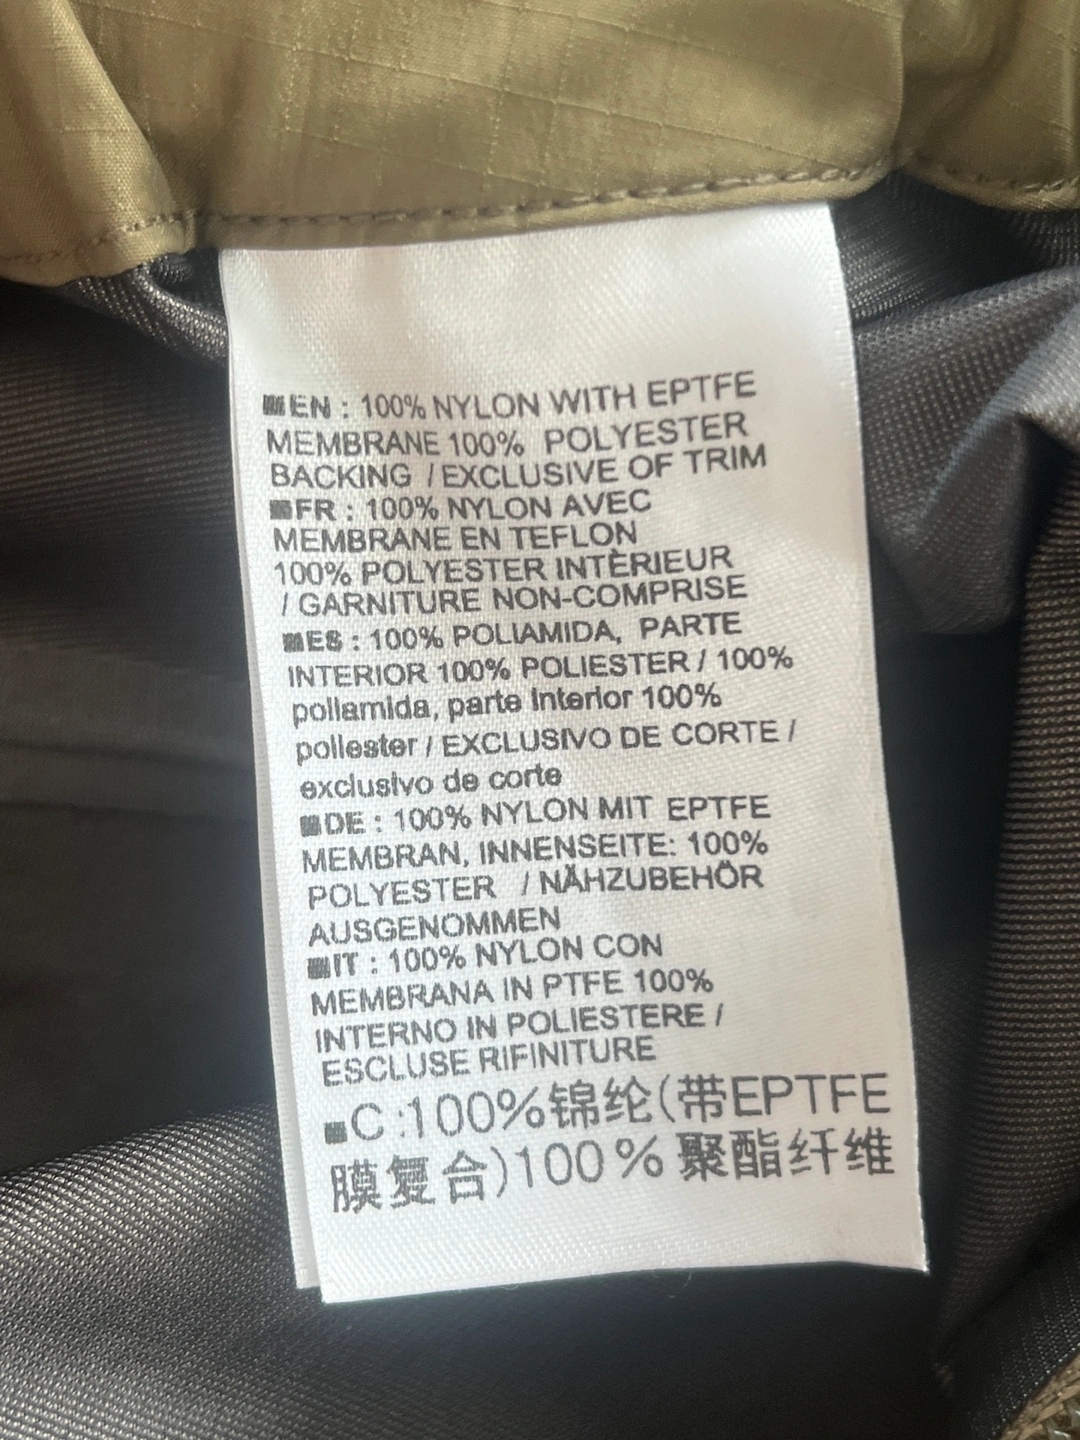 EN : 100% NYLON WITH EPTFE
MEMBRANE 100% POLYESTER
BACKING / EXCLUSIVE OF TRIM
FR : 100% NYLON AVEC
MEMBRANE EN TEFLON
100% POLYESTER INTÈRIEUR
/ GARNITURE NON-COMPRISE
ES : 100% POLIAMIDA, PARTE
INTERIOR 100% POLIESTER / 100%
poliamida, parte Interior 100%
poliester / EXCLUSIVO DE CORTE /
exclusivo de corte
DE : 100% NYLON MIT EPTFE
MEMBRAN, INNENSEITE: 100%
POLYESTER / NÄHZUBEHÖR
AUSGENOMMEN
IT : 100% NYLON CON
MEMBRANA IN PTFE 100%
INTERNO IN POLIESTERE /
ESCLUSE RIFINITURE
C :100%锦纶(带EPTFE
膜复合)100%聚酯纤维